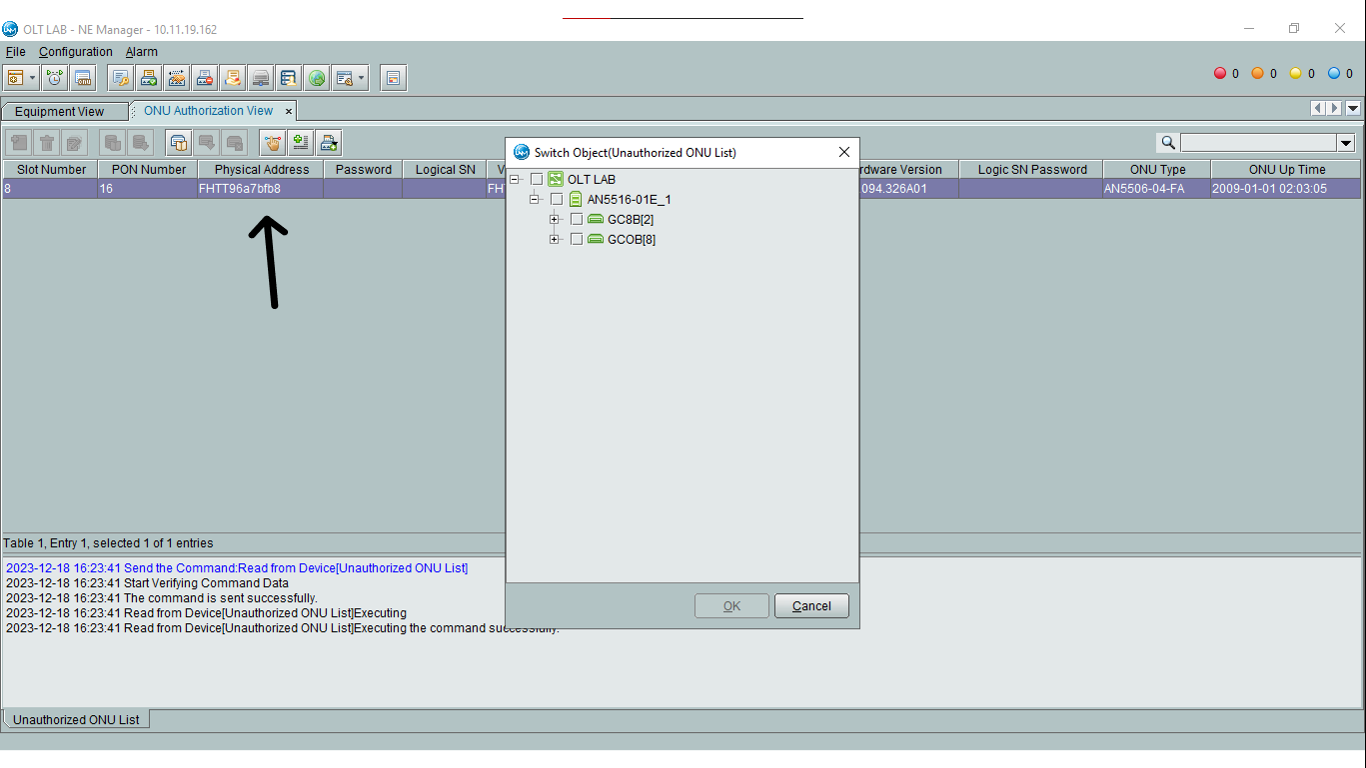 OLT LAB - NE Manager - 10.11.19.162
File Configuration Alarm
0 0 0 0
Equipment View ONU Authorization View
Switch Object(Unauthorized ONU List)
Slot Number PON Number Physical Address Password Logical SN V rdware Version Logic SN Password ONU Type ONU Up Time
8 16 FHTT96a7bfb8 FH 094.326A01 AN5506-04-FA 2009-01-01 02:03:05
OLT LAB
AN5516-01E_1
GC8B[2]
GCOB[8]
Table 1, Entry 1, selected 1 of 1 entries
2023-12-18 16:23:41 Send the Command:Read from Device[Unauthorized ONU List]
2023-12-18 16:23:41 Start Verifying Command Data
2023-12-18 16:23:41 The command is sent successfully.
2023-12-18 16:23:41 Read from Device[Unauthorized ONU List]Executing
2023-12-18 16:23:41 Read from Device[Unauthorized ONU List]Executing the command successfully.
OK Cancel
Unauthorized ONU List